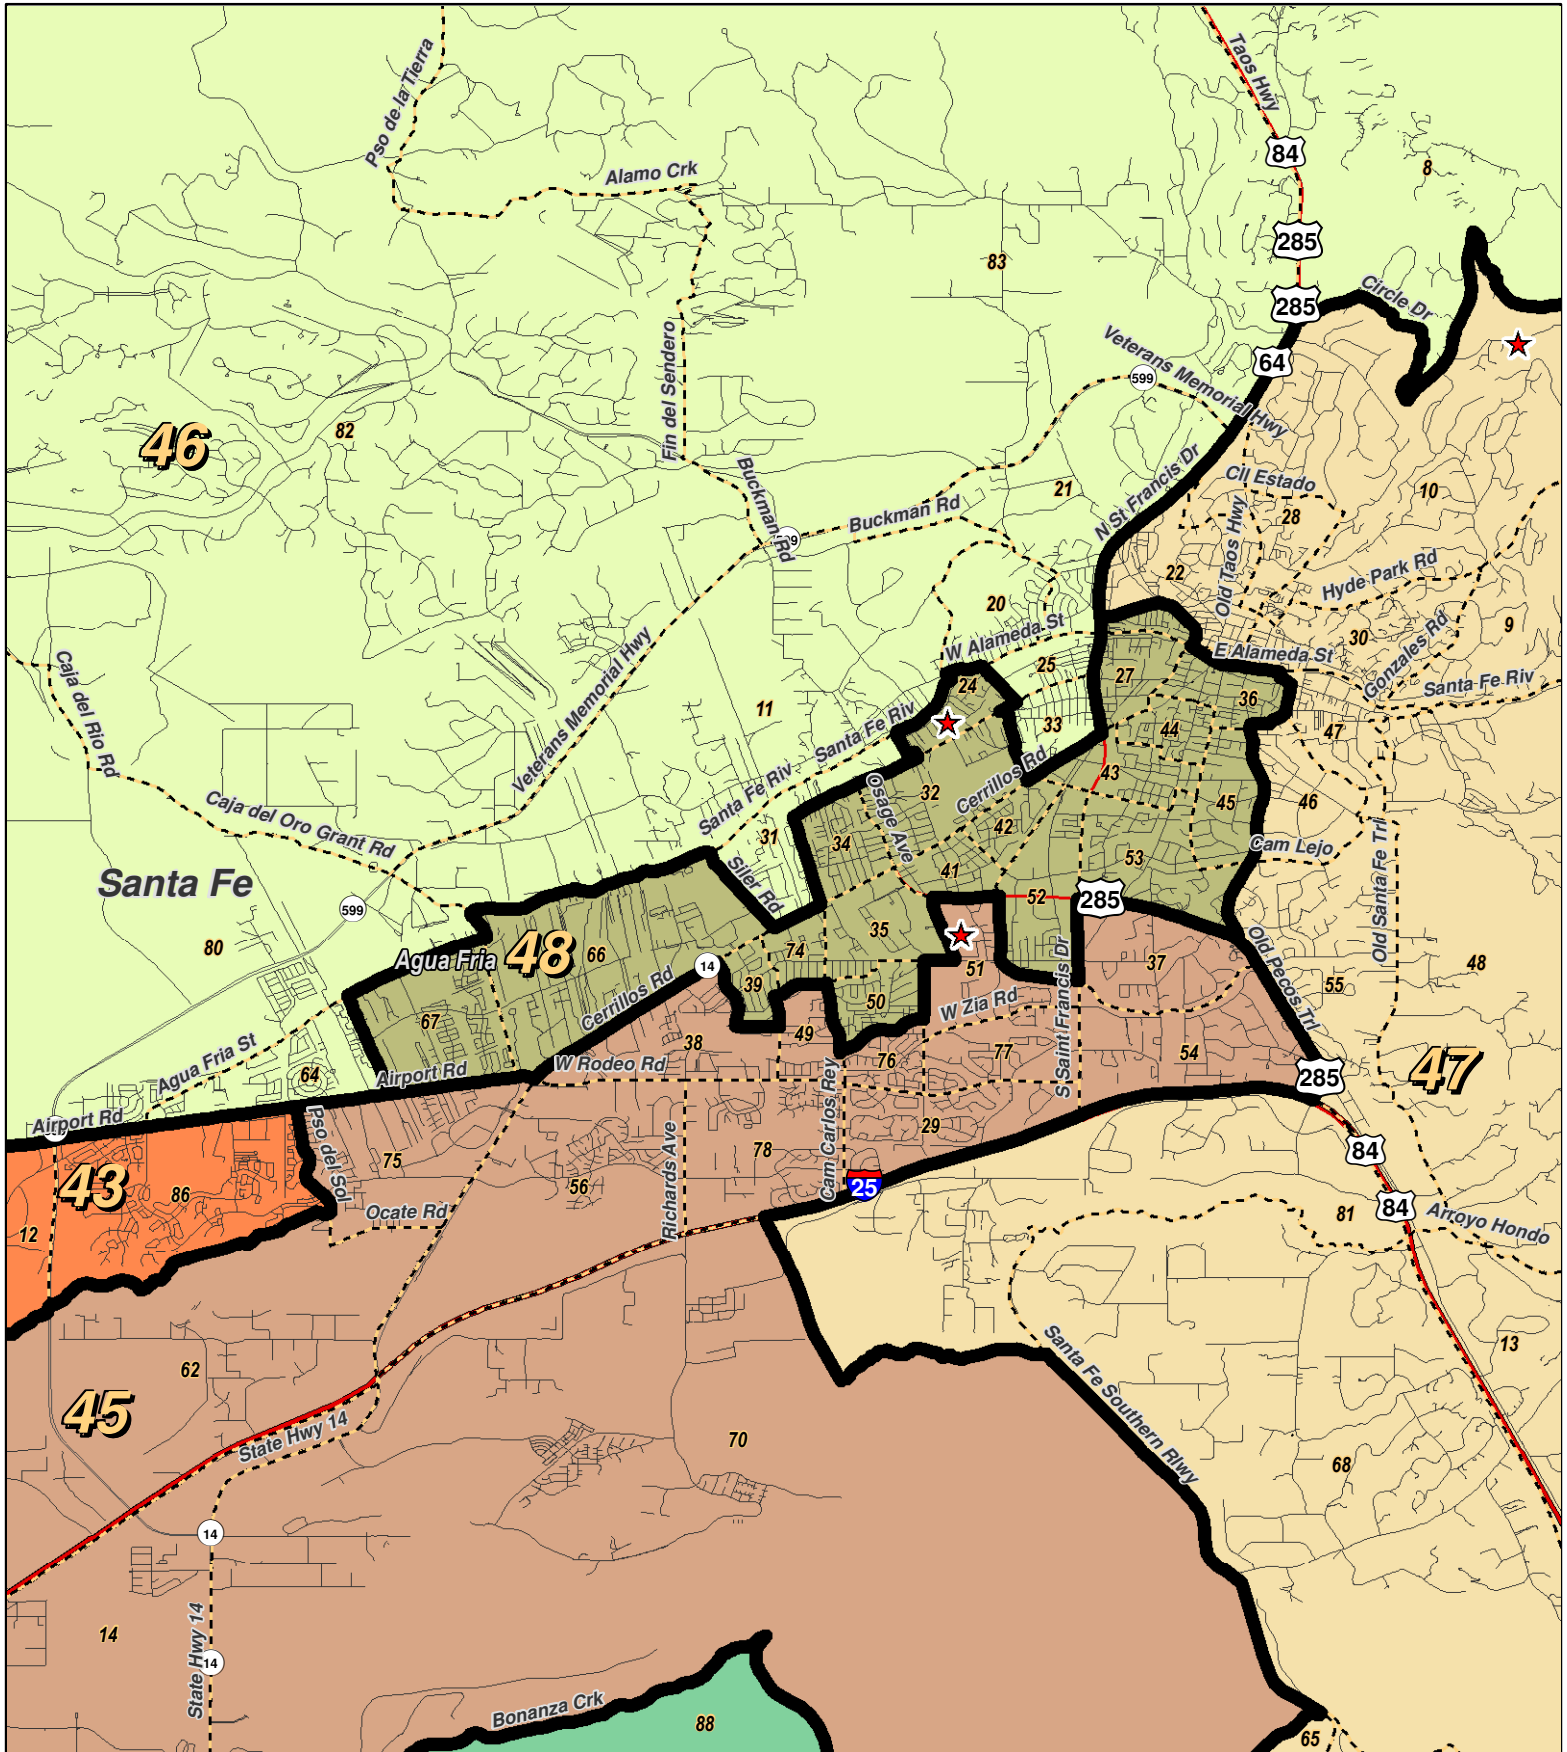 Taos Hwy
Pso de la Tierra
84
8
Alamo Crk
285
83
Circle Dr
285
Fin del Sendero
Veterans Memorial Hwy
64
599
46
82
N St Francis Dr
Buckman Rd
Cll Estado
21
10
Buckman Rd
28
Old Taos Hwy
Hyde Park Rd
22
20
Gonzales Rd
9
W Alameda St
30
E Alameda St
25
Caja del Rio Rd
Veterans Memorial Hwy
24
27
36
Santa Fe Riv
11
Santa Fe Riv
33
44
47
Santa Fe Riv
43
Cerrillos Rd
32
Osage Ave
45
46
Caja del Oro Grant Rd
31
34
42
Cam Lejo
Old Santa Fe Trl
53
41
Santa Fe
Siler Rd
52
285
599
35
80
Agua Fria
48
66
74
51
37
48
14
39
Old Pecos Trl
55
Cerrillos Rd
50
W Zia Rd
S Saint Francis Dr
67
49
38
Agua Fria St
76
77
54
64
Airport Rd
W Rodeo Rd
47
285
Airport Rd
Pso del Sol
Cam Carlos Rey
29
Richards Ave
78
84
75
43
86
56
25
84
Ocate Rd
81
Arroyo Hondo
12
Santa Fe Southern Rlwy
13
62
45
State Hwy 14
70
68
14
14
State Hwy 14
14
Bonanza Crk
88
65